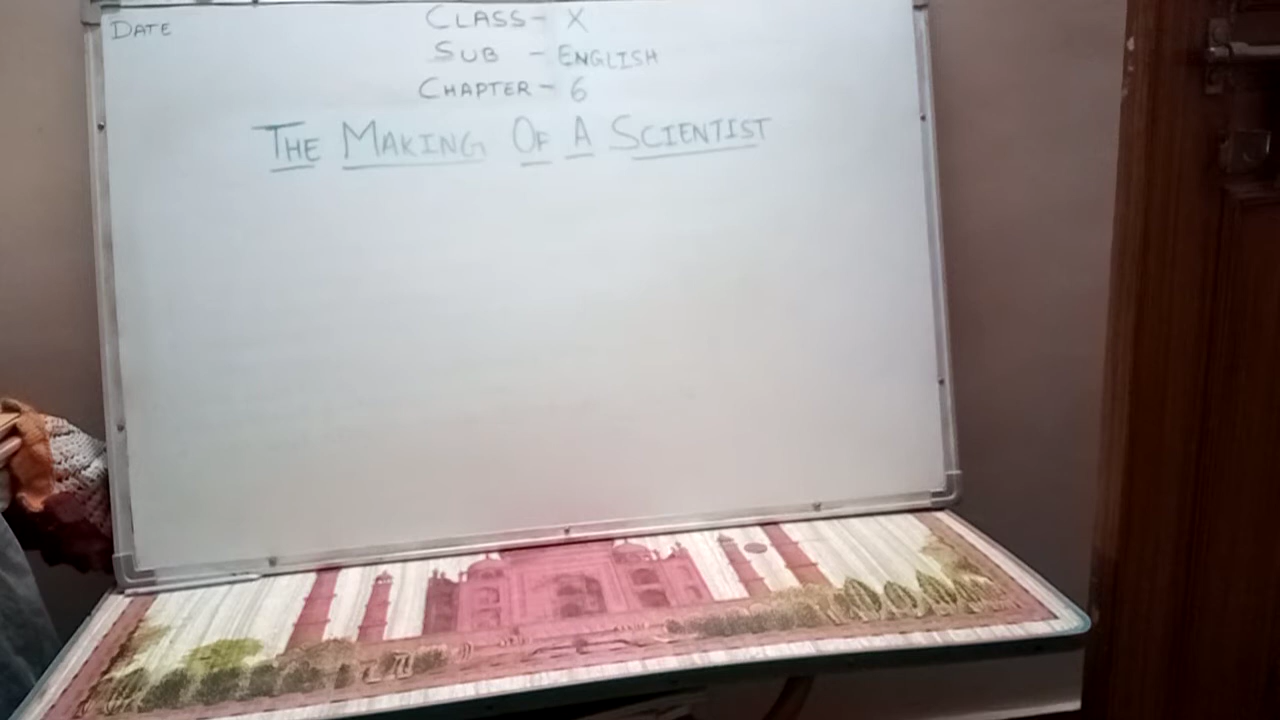 DATE
CLASS- X
SUB - ENGLISH
CHAPTER- 6
THE MAKING OF A SCIENTIST